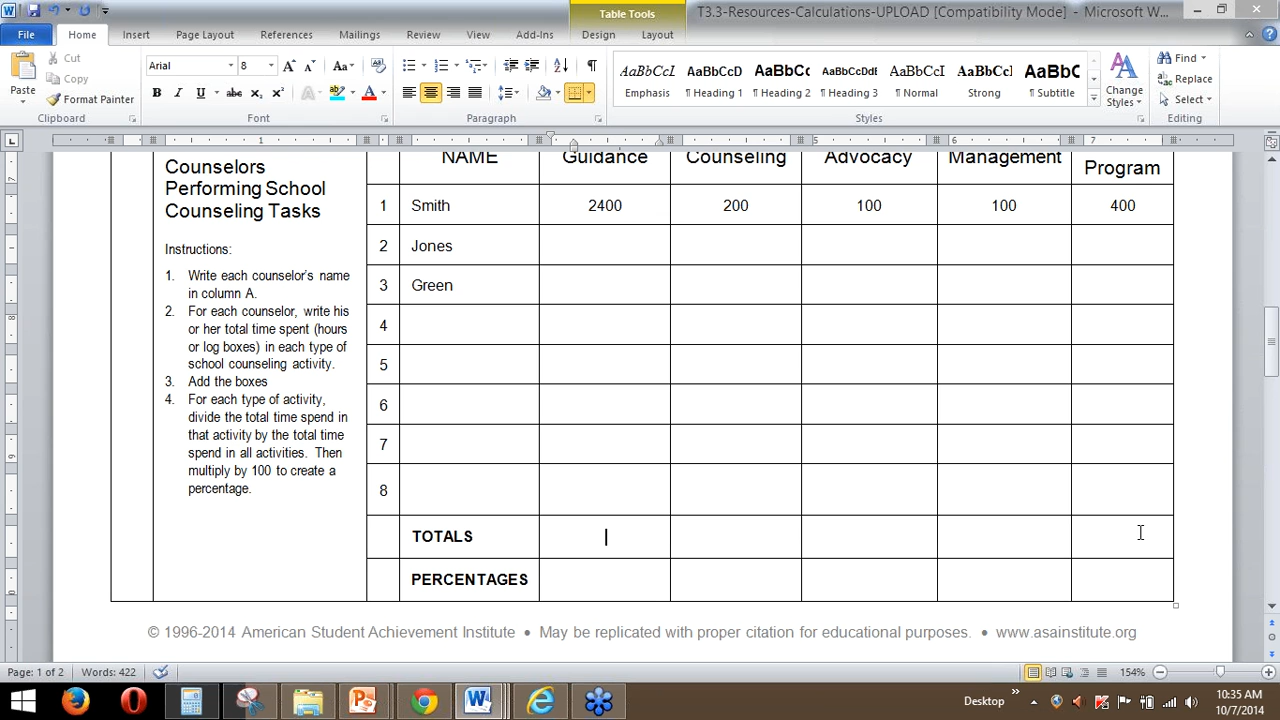 Table Tools
T3.3-Resources-Calculations-UPLOAD [Compatibility Mode] - Microsoft W...
File Home Insert Page Layout References Mailings Review View Add-Ins Design Layout
Cut
Copy
Format Painter
Paste
Clipboard
Arial 8
Font
Paragraph
AaBbCcI Emphasis
AaBbCcD ¶ Heading 1
AaBbCc ¶ Heading 2
AaBbCcDdE ¶ Heading 3
AaBbCcI ¶ Normal
AaBbCc Strong
AaBbC ¶ Subtitle
Change Styles
Styles
Find
Replace
Select
Editing
1 5 6 7
Counselors
Performing School
Counseling Tasks
Instructions:
1. Write each counselor's name
in column A.
2. For each counselor, write his
or her total time spent (hours
or log boxes) in each type of
school counseling activity.
3. Add the boxes
4. For each type of activity,
divide the total time spend in
that activity by the total time
spend in all activities. Then
multiply by 100 to create a
percentage.
NAME Guidance Counseling Advocacy Management Program
1 Smith 2400 200 100 100 400
2 Jones
3 Green
4
5
6
7
8
TOTALS
PERCENTAGES
© 1996-2014 American Student Achievement Institute • May be replicated with proper citation for educational purposes. • www.asainstitute.org
Page: 1 of 2 Words: 422 154%
Desktop 10:35 AM
10/7/2014